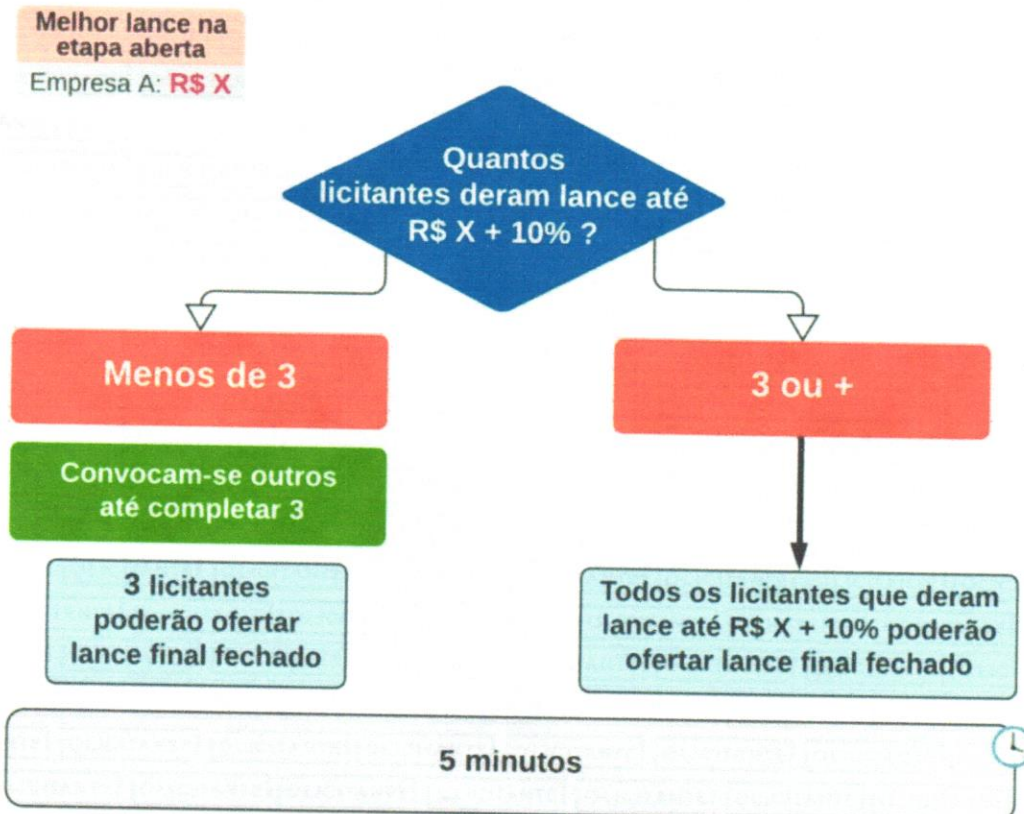 Melhor lance na
etapa aberta
Empresa A: R$ X
Quantos
licitantes deram lance até
R$ X + 10% ?
Menos de 3
3 ou +
Convocam-se outros
até completar 3
3 licitantes
poderão ofertar
lance final fechado
Todos os licitantes que deram
lance até R$ X + 10% poderão
ofertar lance final fechado
5 minutos